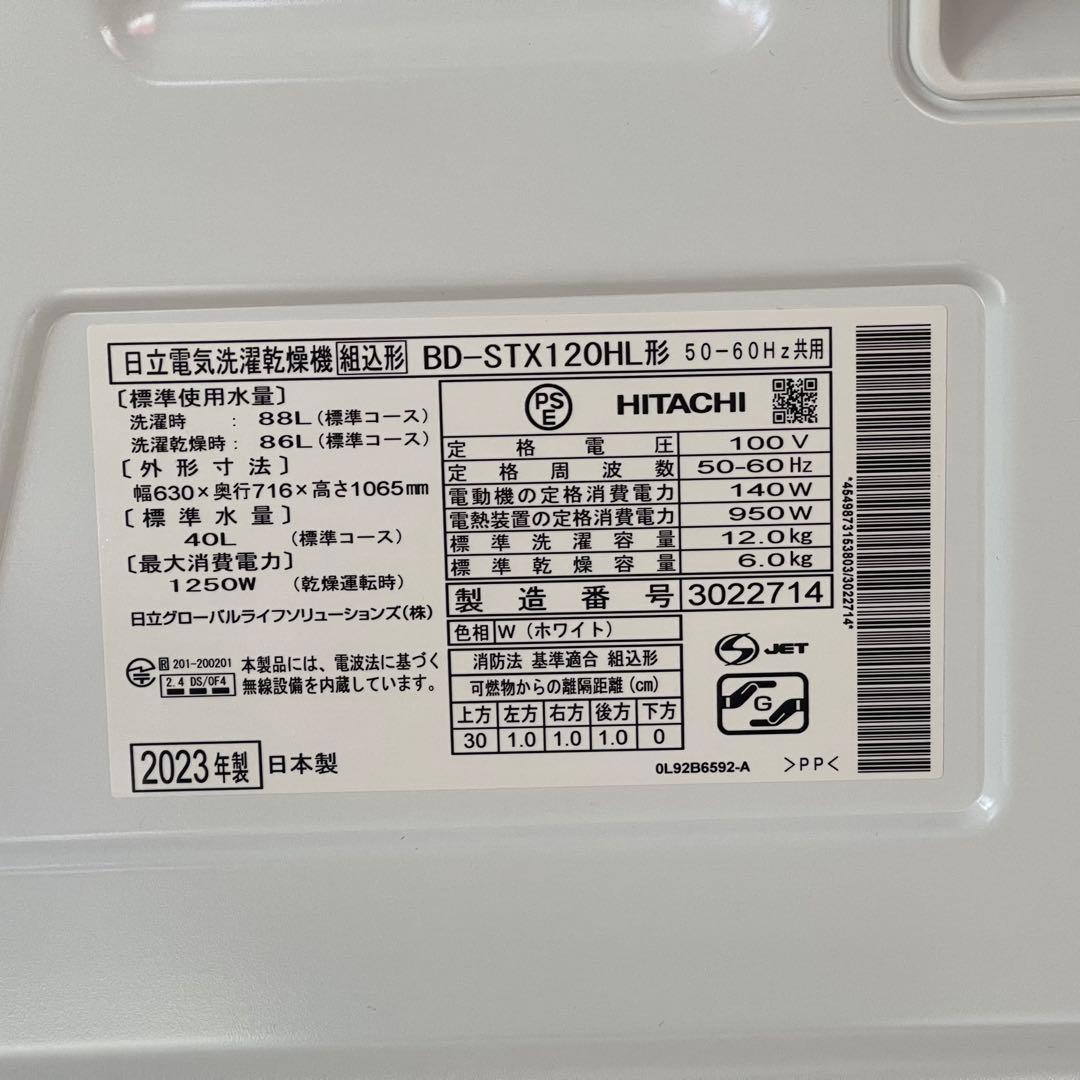 日立電気洗濯乾燥機 組込形 BD-STX120HL形 50-60Hz共用
〔標準使用水量〕
洗濯時 : 88L(標準コース)
洗濯乾燥時: 86L(標準コース)
〔外形寸法〕
幅630×奥行716×高さ1065mm
〔標準水量〕
40L (標準コース)
〔最大消費電力〕
1250W (乾燥運転時)
日立グローバルライフソリューションズ(株)
R 201-200201
2.4 DS/OF4
本製品には、電波法に基づく
無線設備を内蔵しています。
2023年製 日本製
PSE HITACHI
定格電圧 100V
定格周波数 50-60Hz
電動機の定格消費電力 140W
電熱装置の定格消費電力 950W
標準洗濯容量 12.0kg
標準乾燥容量 6.0kg
製造番号 3022714
色相 W(ホワイト)
消防法 基準適合 組込形
可燃物からの離隔距離(cm)
上方 左方 右方 後方 下方
30 1.0 1.0 1.0 0
S JET
G
0L92B6592-A >PP<
*4549873153803/3022714*